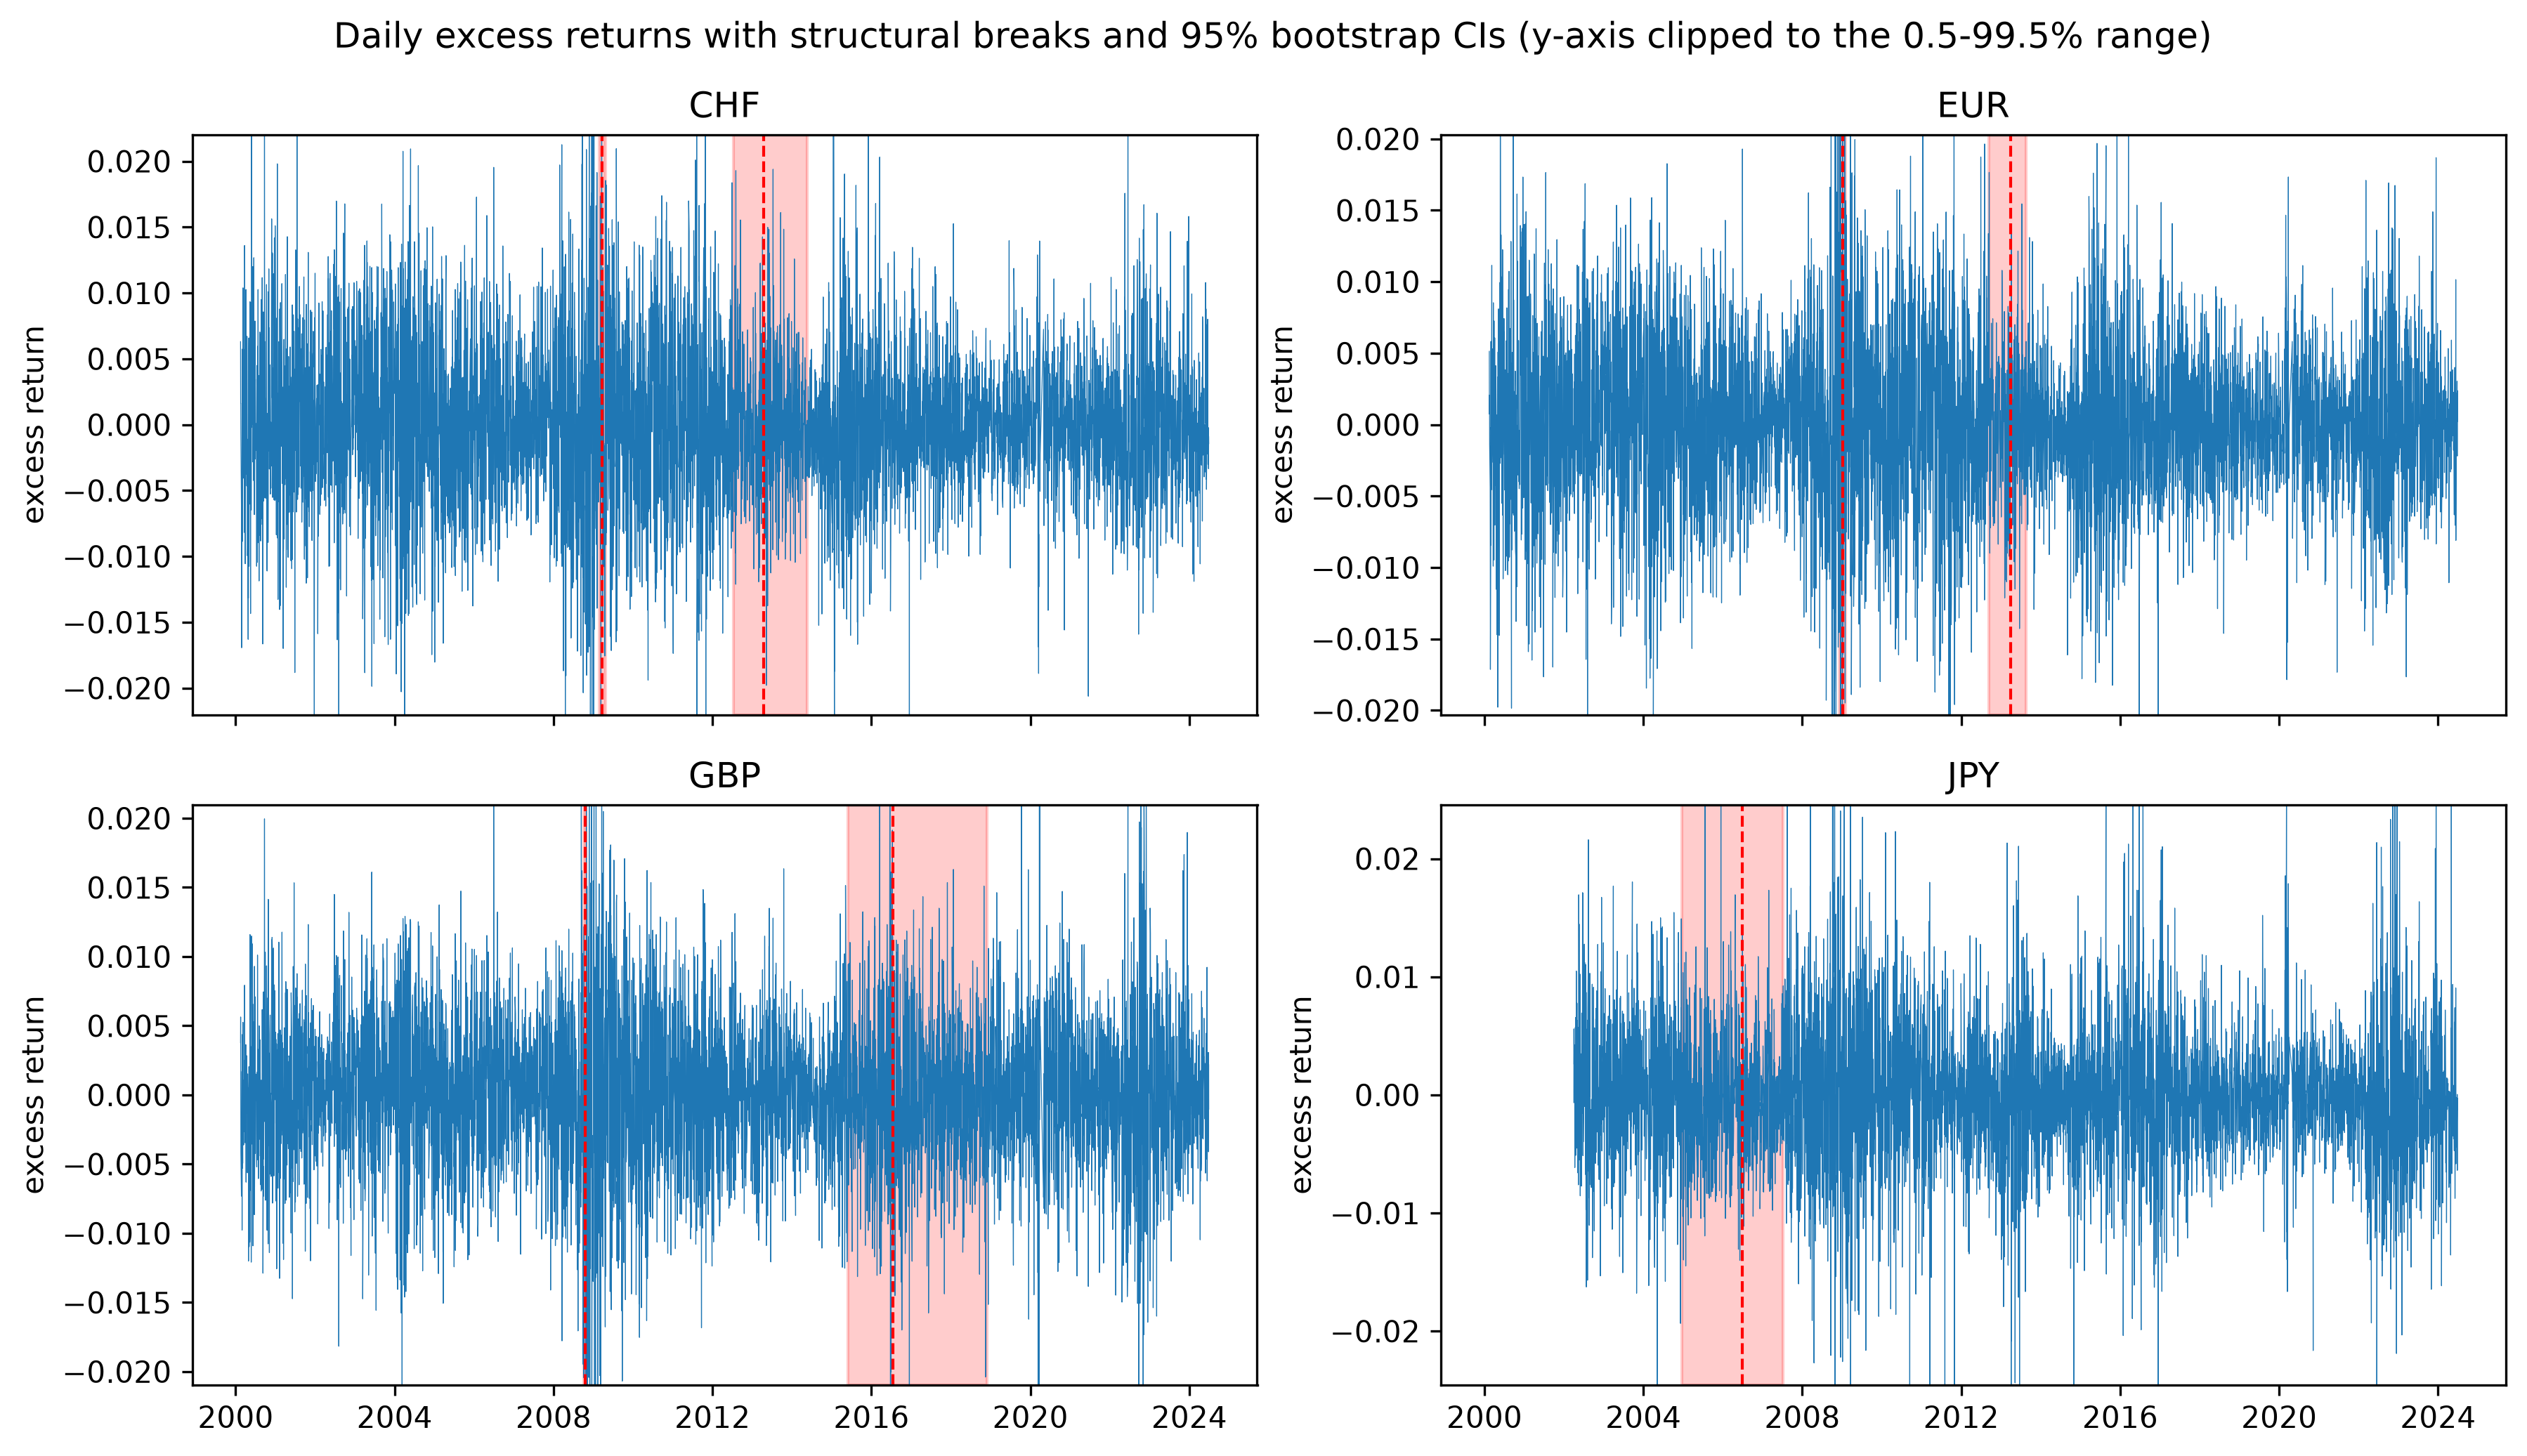 Daily excess returns with structural breaks and 95% bootstrap CIs (y-axis clipped to the 0.5-99.5% range)
CHF
0.020
0.015
0.010
0.005
0.000
−0.005
−0.010
−0.015
−0.020
excess return
EUR
0.020
0.015
0.010
0.005
0.000
−0.005
−0.010
−0.015
−0.020
excess return
GBP
0.020
0.015
0.010
0.005
0.000
−0.005
−0.010
−0.015
−0.020
excess return
2000 2004 2008 2012 2016 2020 2024
JPY
0.02
0.01
0.00
−0.01
−0.02
excess return
2000 2004 2008 2012 2016 2020 2024